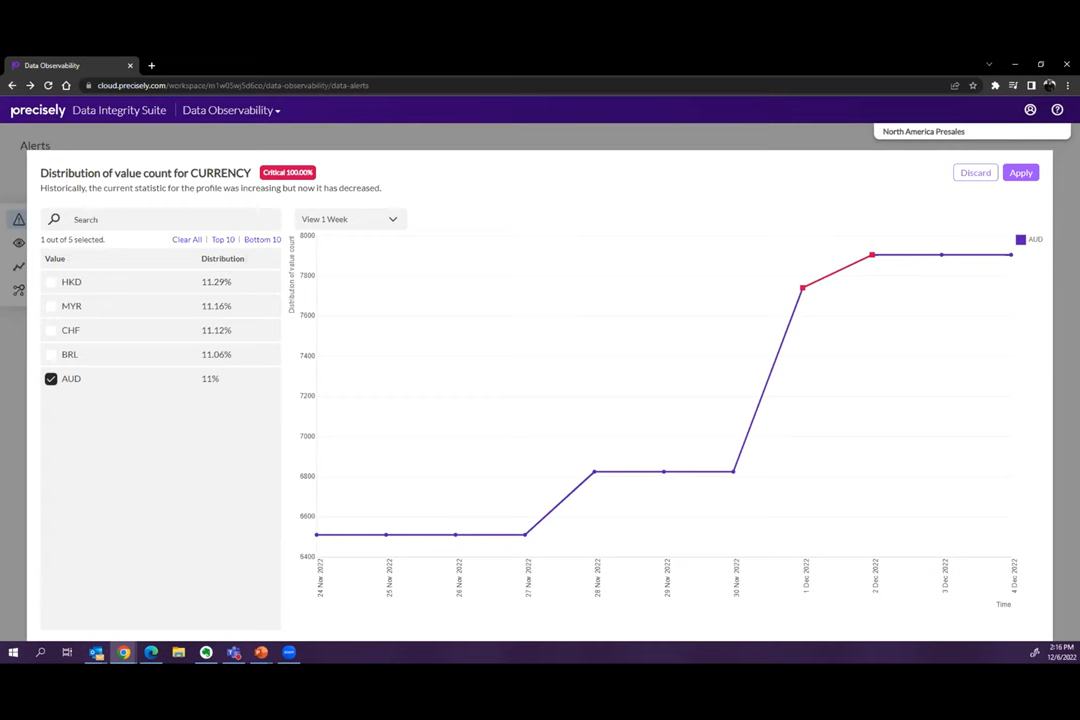 Data Observability
cloud.precisely.com/workspace/m1w05wj5d6co/data-observability/data-alerts
precisely Data Integrity Suite Data Observability
North America Presales
Alerts
Distribution of value count for CURRENCY Critical 100.00%
Historically, the current statistic for the profile was increasing but now it has decreased.
Discard Apply
Search
View 1 Week
1 out of 5 selected. Clear All | Top 10 | Bottom 10
Value Distribution
HKD 11.29%
MYR 11.16%
CHF 11.12%
BRL 11.06%
AUD 11%
AUD
Distribution of value count
8000
7800
7600
7400
7200
7000
6800
6600
6400
24 Nov 2022
25 Nov 2022
26 Nov 2022
27 Nov 2022
28 Nov 2022
29 Nov 2022
30 Nov 2022
1 Dec 2022
2 Dec 2022
3 Dec 2022
4 Dec 2022
Time
2:16 PM
12/6/2022